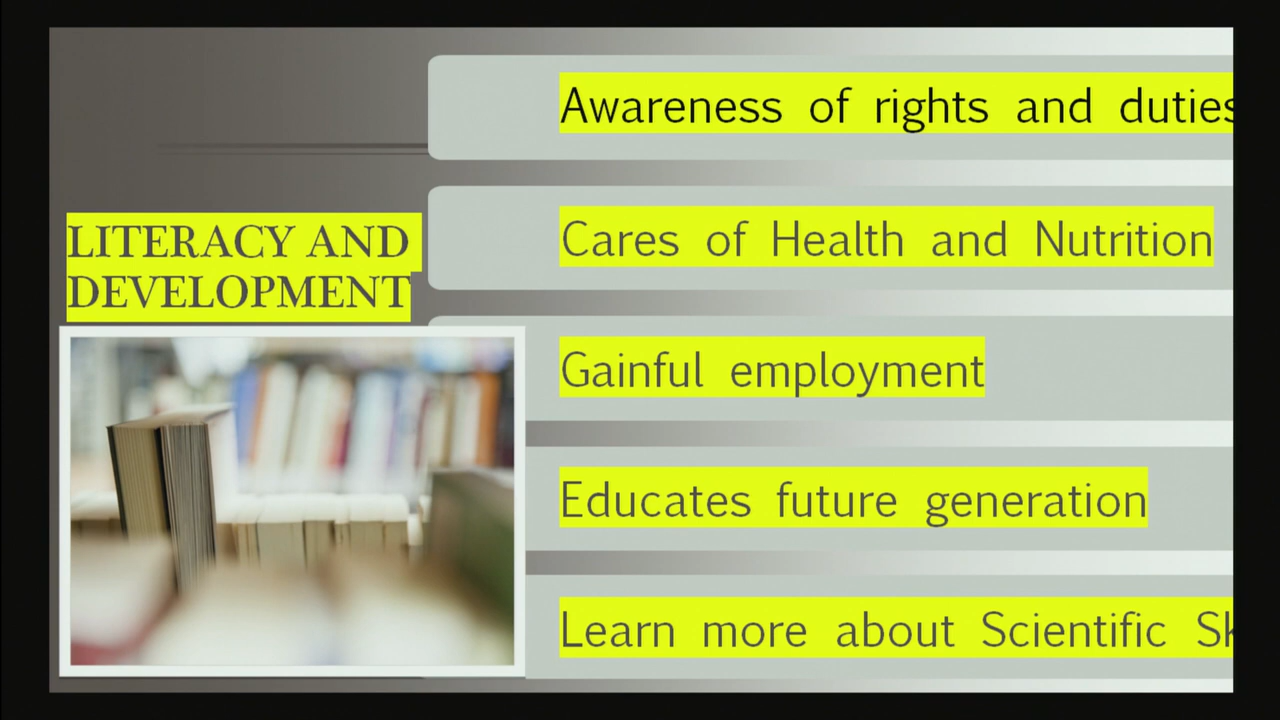 LITERACY AND
DEVELOPMENT
Awareness of rights and duties
Cares of Health and Nutrition
Gainful employment
Educates future generation
Learn more about Scientific